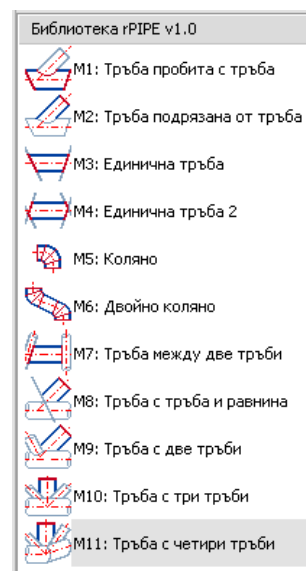 Библиотека rPIPE v1.0
M1: Тръба пробита с тръба
M2: Тръба подрязана от тръба
M3: Единична тръба
M4: Единична тръба 2
M5: Коляно
M6: Двойно коляно
M7: Тръба между две тръби
M8: Тръба с тръба и равнина
M9: Тръба с две тръби
M10: Тръба с три тръби
M11: Тръба с четири тръби